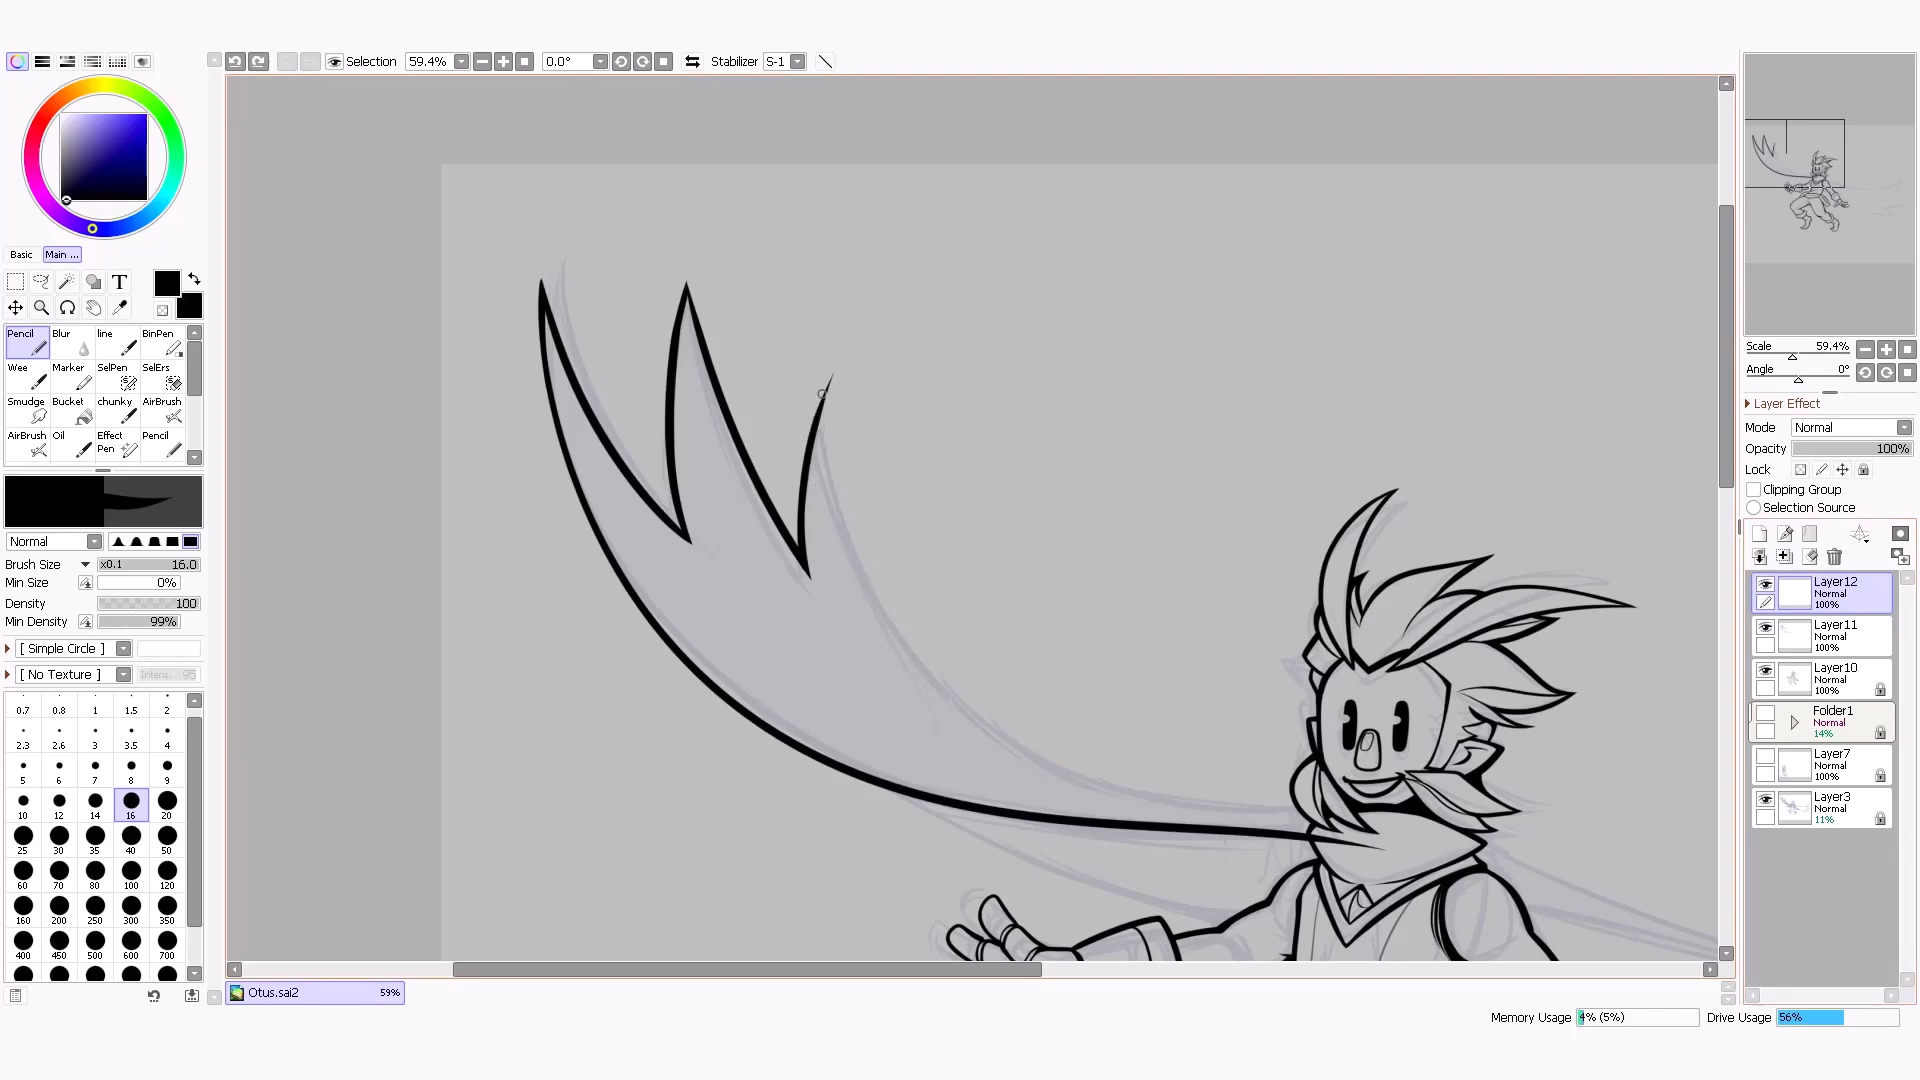 Selection 59.4% 0.0° Stabilizer S-1
Basic Main ...
T
Pencil Blur line BinPen
Wee Marker SelPen SelErs
Smudge Bucket chunky AirBrush
AirBrush Oil Effect Pen Pencil
Normal
Brush Size x0.1 16.0
Min Size 0%
Density 100
Min Density 99%
[ Simple Circle ]
[ No Texture ] Intens. 95
0.7 0.8 1 1.5 2
2.3 2.6 3 3.5 4
5 6 7 8 9
10 12 14 16 20
25 30 35 40 50
60 70 80 100 120
160 200 250 300 350
400 450 500 600 700
Otus.sai2 59%
Scale 59.4%
Angle 0°
Layer Effect
Mode Normal
Opacity 100%
Lock
Clipping Group
Selection Source
Layer12
Normal
100%
Layer11
Normal
100%
Layer10
Normal
100%
Folder1
Normal
14%
Layer7
Normal
100%
Layer3
Normal
11%
Memory Usage 4% (5%) Drive Usage 56%